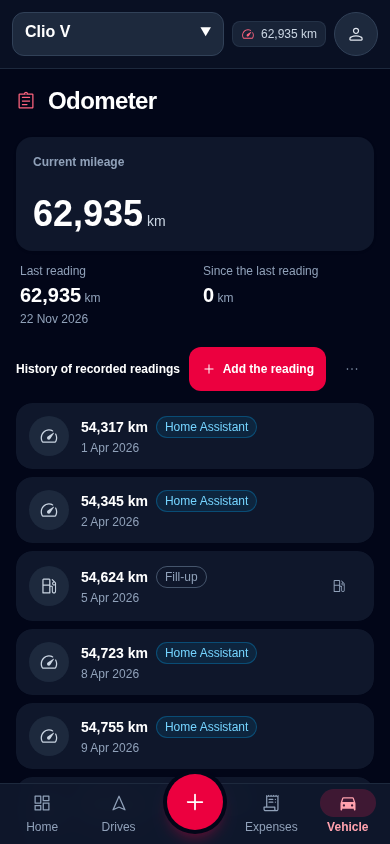 Clio V
62,935 km
Odometer
Current mileage
62,935 km
Last reading
Since the last reading
62,935 km
0 km
22 Nov 2026
History of recorded readings
Add the reading
54,317 km Home Assistant
1 Apr 2026
54,345 km Home Assistant
2 Apr 2026
54,624 km Fill-up
5 Apr 2026
54,723 km Home Assistant
8 Apr 2026
54,755 km Home Assistant
9 Apr 2026
Home
Drives
Expenses
Vehicle